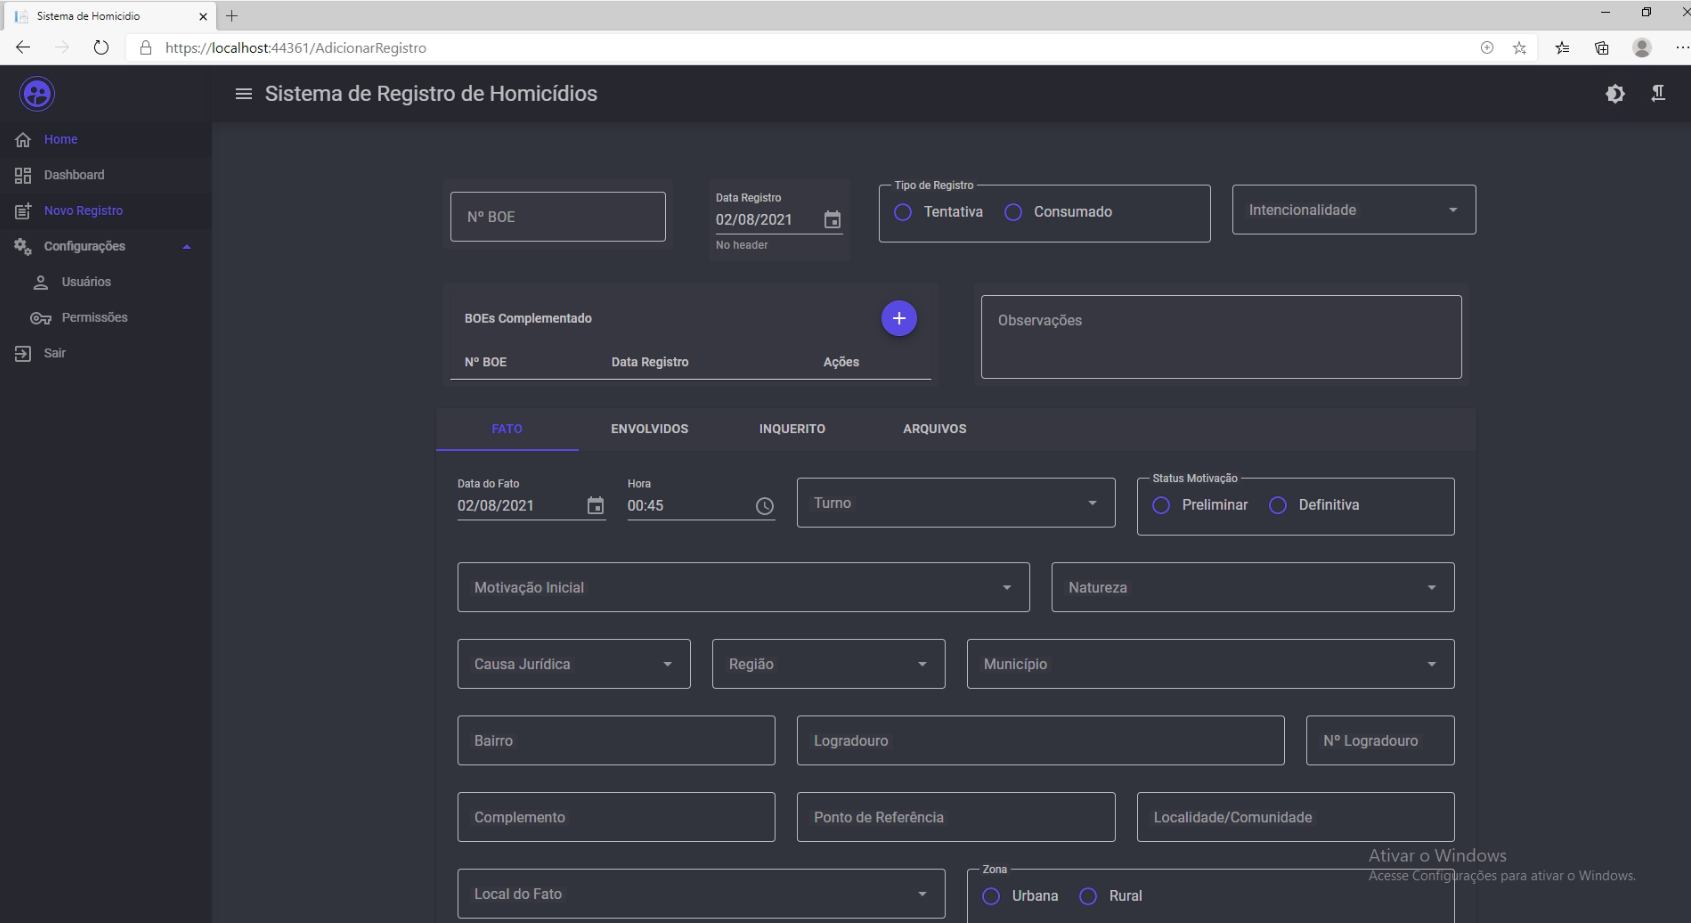 Sistema de Homicidio
https://localhost:44361/AdicionarRegistro
Sistema de Registro de Homicídios
Home
Dashboard
Novo Registro
Configurações
Usuários
Permissões
Sair
Nº BOE
Data Registro
02/08/2021
No header
Tipo de Registro
Tentativa Consumado
Intencionalidade
BOEs Complementado
Nº BOE Data Registro Ações
Observações
FATO ENVOLVIDOS INQUERITO ARQUIVOS
Data do Fato
02/08/2021
Hora
00:45
Turno
Status Motivação
Preliminar Definitiva
Motivação Inicial Natureza
Causa Jurídica Região Município
Bairro Logradouro Nº Logradouro
Complemento Ponto de Referência Localidade/Comunidade
Local do Fato
Zona
Urbana Rural
Ativar o Windows
Acesse Configurações para ativar o Windows.